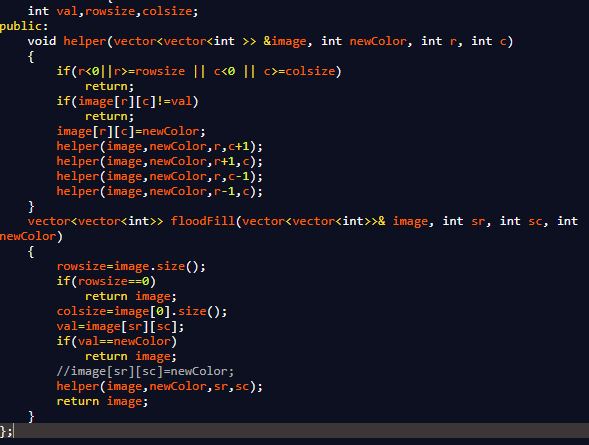 int val,rowsize,colsize;
public:
    void helper(vector<vector<int >> &image, int newColor, int r, int c)
    {
        if(r<0||r>=rowsize || c<0 || c>=colsize)
            return;
        if(image[r][c]!=val)
            return;
        image[r][c]=newColor;
        helper(image,newColor,r,c+1);
        helper(image,newColor,r+1,c);
        helper(image,newColor,r,c-1);
        helper(image,newColor,r-1,c);
    }
    vector<vector<int>> floodFill(vector<vector<int>>& image, int sr, int sc, int
newColor)
    {
        rowsize=image.size();
        if(rowsize==0)
            return image;
        colsize=image[0].size();
        val=image[sr][sc];
        if(val==newColor)
            return image;
        //image[sr][sc]=newColor;
        helper(image,newColor,sr,sc);
        return image;
    }
};